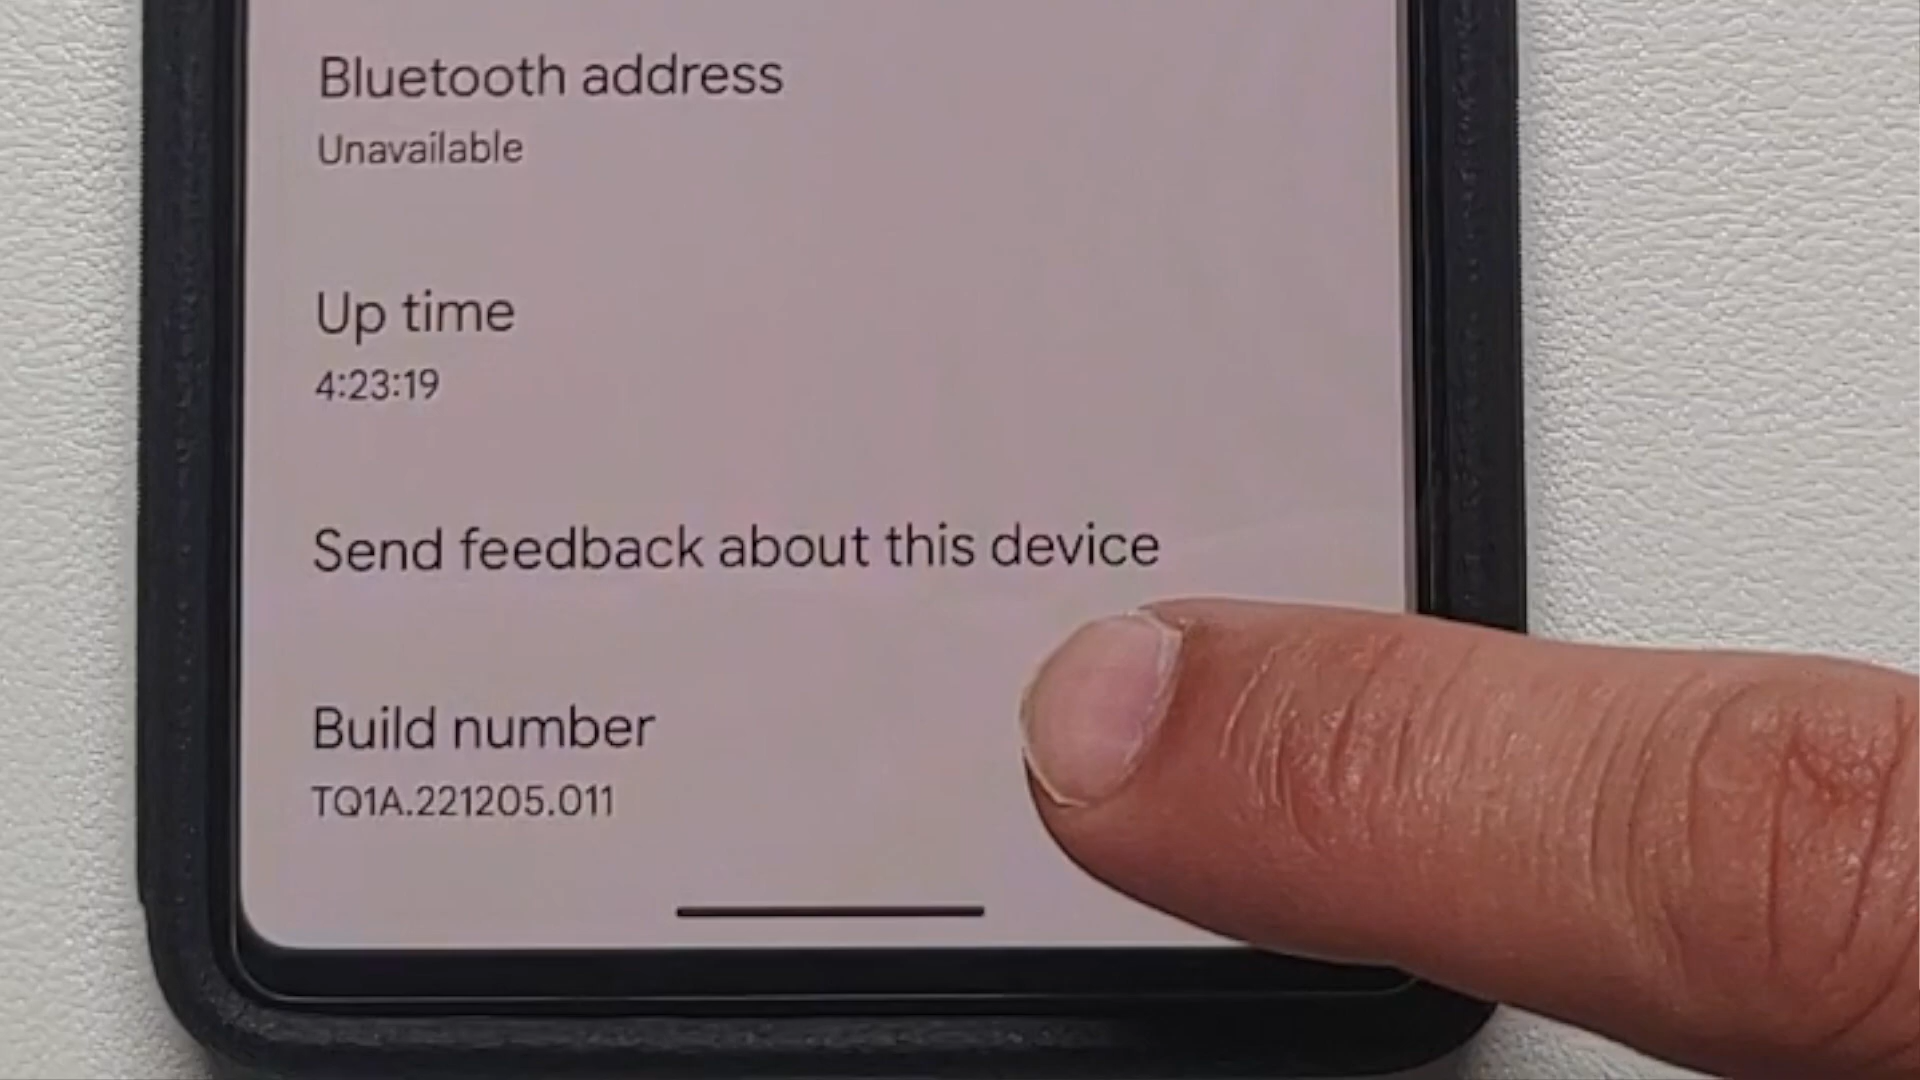 Bluetooth address
Unavailable
Up time
4:23:19
Send feedback about this device
Build number
TQ1A.221205.011